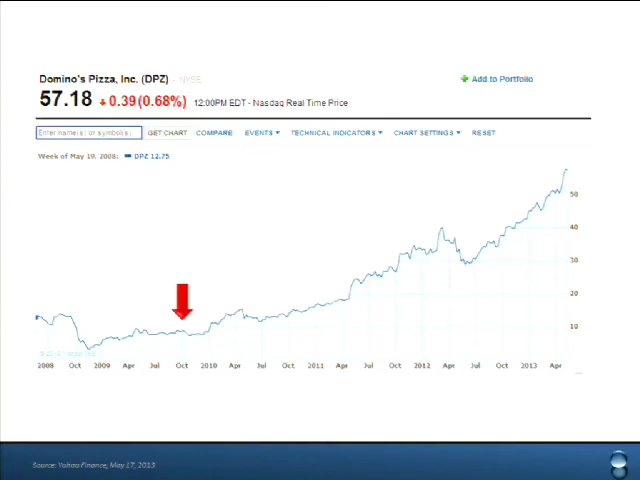 Domino's Pizza, Inc. (DPZ) - NYSE
Add to Portfolio
57.18 0.39(0.68%) 12:00PM EDT - Nasdaq Real Time Price
Enter name(s) or symbol(s) GET CHART COMPARE EVENTS TECHNICAL INDICATORS CHART SETTINGS RESET
Week of May 19, 2008: DPZ 12.75
50
40
30
20
10
2008 Oct 2009 Apr Jul Oct 2010 Apr Jul Oct 2011 Apr Jul Oct 2012 Apr Jul Oct 2013 Apr
Source: Yahoo Finance, May 17, 2013